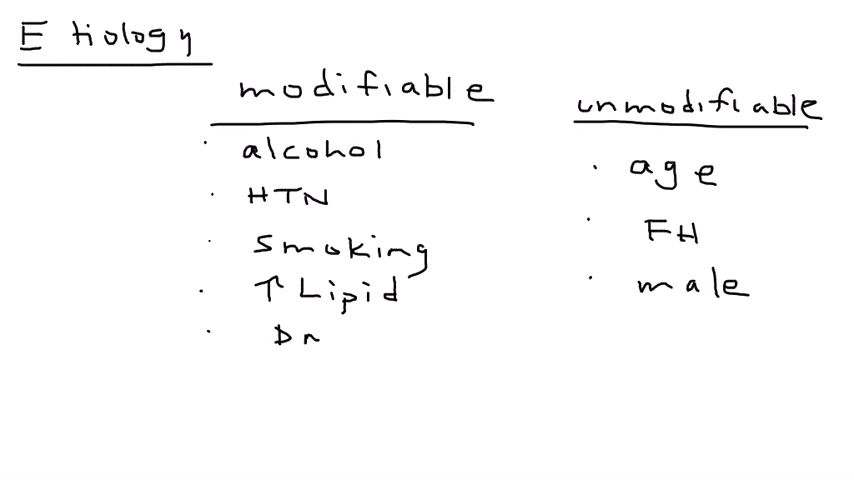 Etiology
modifiable
alcohol
HTN
smoking
↑ Lipid
Dm
unmodifiable
age
FH
male